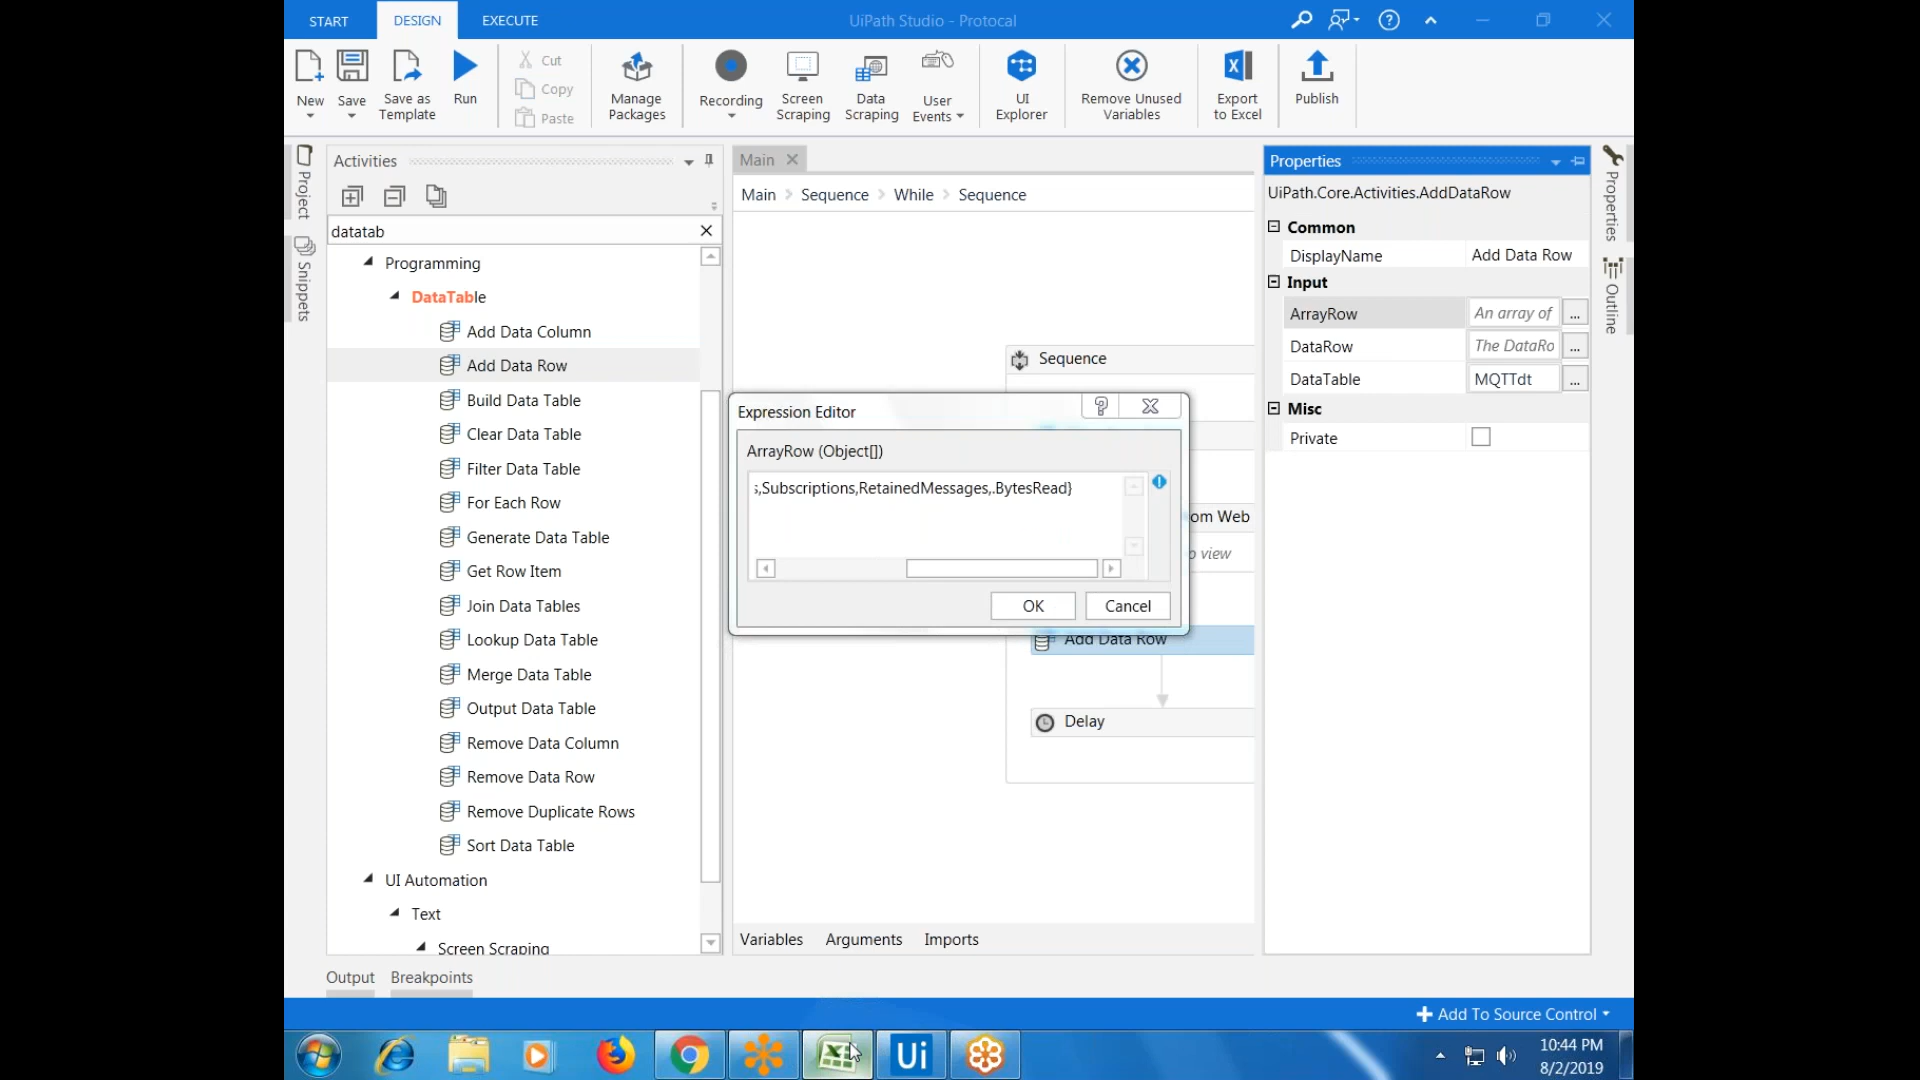 START
DESIGN
EXECUTE
UiPath Studio - Protocal
New
Save
Save as
Template
Run
Cut
Copy
Paste
Manage
Packages
Recording
Screen
Scraping
Data
Scraping
User
Events
UI
Explorer
Remove Unused
Variables
Export
to Excel
Publish
Project
Snippets
Activities
datatab
Programming
DataTable
Add Data Column
Add Data Row
Build Data Table
Clear Data Table
Filter Data Table
For Each Row
Generate Data Table
Get Row Item
Join Data Tables
Lookup Data Table
Merge Data Table
Output Data Table
Remove Data Column
Remove Data Row
Remove Duplicate Rows
Sort Data Table
UI Automation
Text
Screen Scraping
Main
Main > Sequence > While > Sequence
Sequence
Expression Editor
ArrayRow (Object[])
,Subscriptions,RetainedMessages,.BytesRead}
OK
Cancel
om Web
o view
Add Data Row
Delay
Variables
Arguments
Imports
Properties
UiPath.Core.Activities.AddDataRow
Common
DisplayName
Add Data Row
Input
ArrayRow
An array of
...
DataRow
The DataRo
...
DataTable
MQTTdt
...
Misc
Private
Properties
Outline
Output
Breakpoints
Add To Source Control
Ui
10:44 PM
8/2/2019